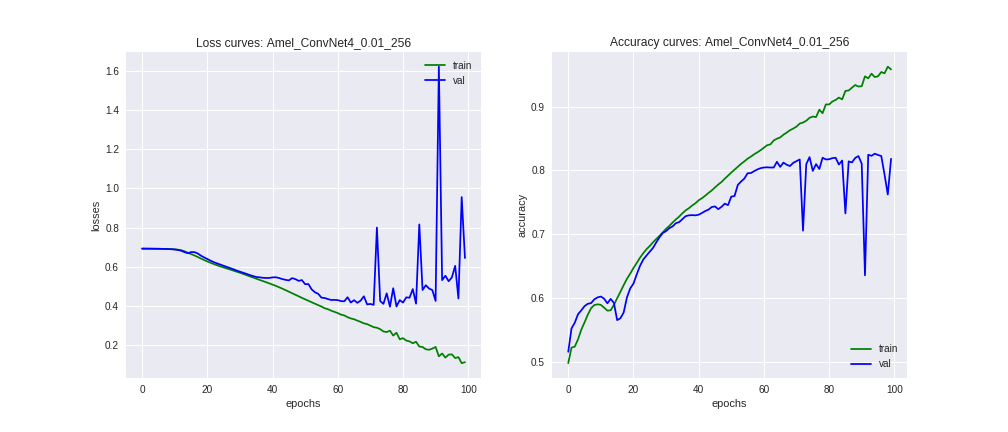 Loss curves: Amel_ConvNet4_0.01_256
train
val
1.6
1.4
1.2
1.0
0.8
0.6
0.4
0.2
losses
0
20
40
60
80
100
epochs
Accuracy curves: Amel_ConvNet4_0.01_256
0.9
0.8
0.7
0.6
0.5
accuracy
train
val
0
20
40
60
80
100
epochs